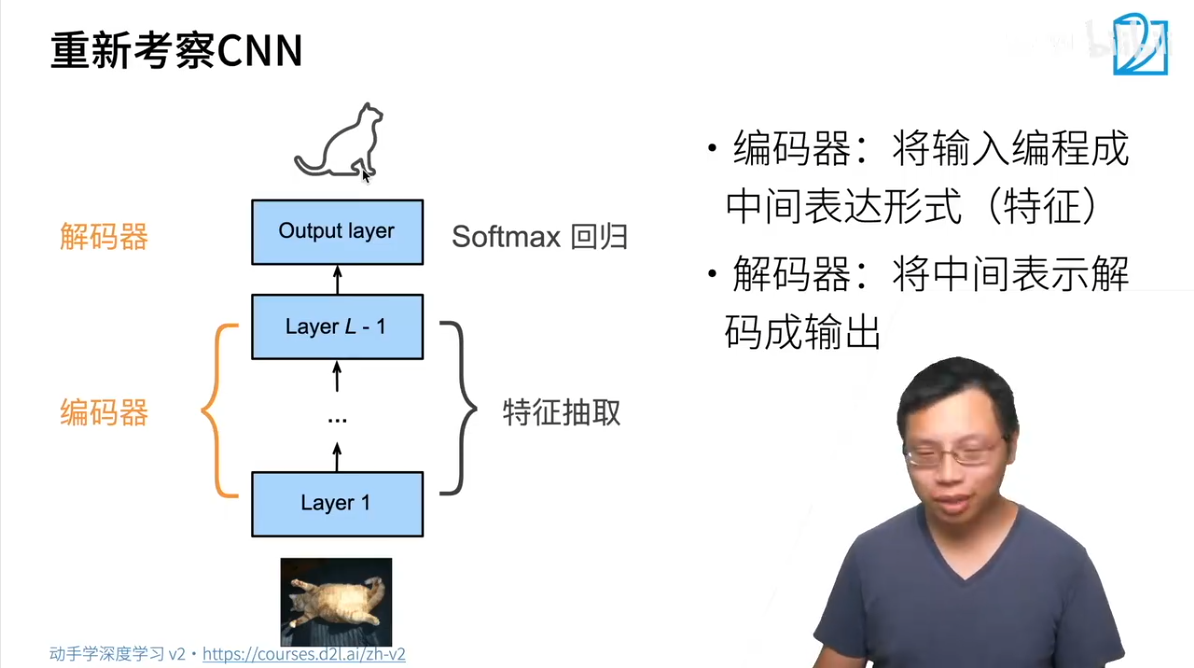 重新考察CNN
解码器
Output layer
Softmax 回归
Layer L - 1
编码器
...
特征抽取
Layer 1
• 编码器：将输入编程成
中间表达形式（特征）
• 解码器：将中间表示解
码成输出
动手学深度学习 v2 • https://courses.d2l.ai/zh-v2